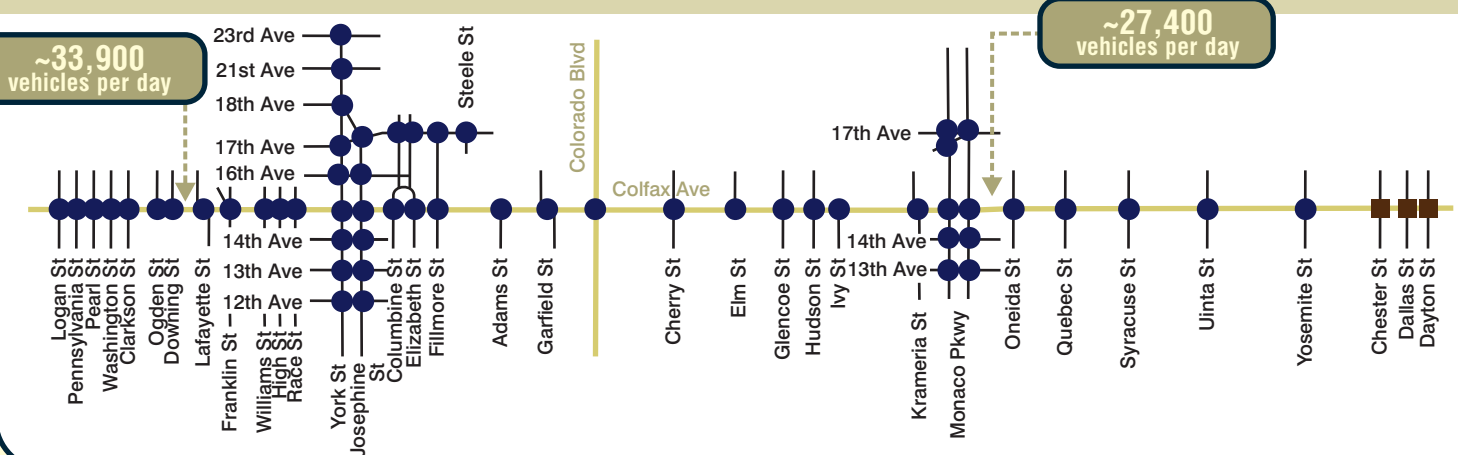 ~33,900
vehicles per day
~27,400
vehicles per day
23rd Ave
21st Ave
18th Ave
17th Ave
16th Ave
14th Ave
13th Ave
12th Ave
Steele St
Colorado Blvd
Colfax Ave
17th Ave
14th Ave
13th Ave
Logan St
Pennsylvania St
Pearl St
Washington St
Clarkson St
Ogden St
Downing St
Lafayette St
Franklin St
Williams St
High St
Race St
York St
Josephine
St
Columbine St
Elizabeth St
Fillmore St
Adams St
Garfield St
Cherry St
Elm St
Glencoe St
Hudson St
Ivy St
Krameria St
Monaco Pkwy
Oneida St
Quebec St
Syracuse St
Uinta St
Yosemite St
Chester St
Dallas St
Dayton St